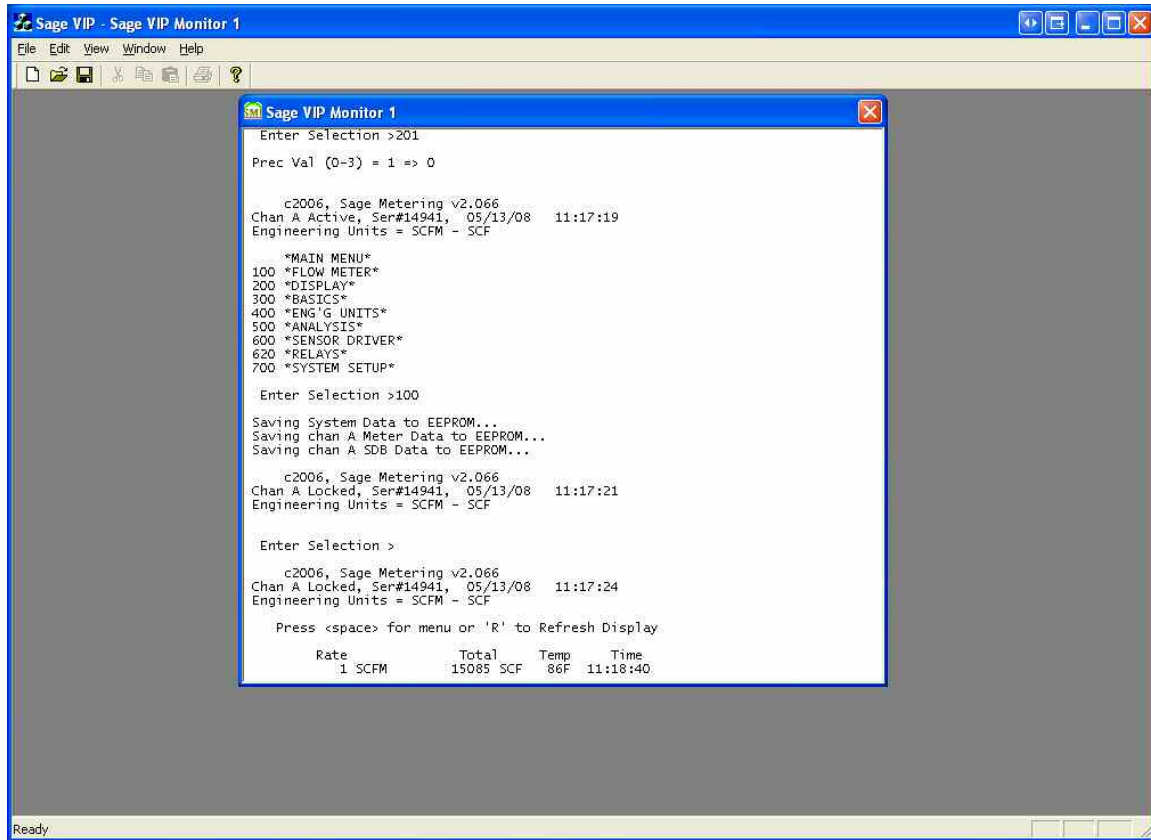 Sage VIP - Sage VIP Monitor 1
File Edit View Window Help
SMI Sage VIP Monitor 1
Enter Selection >201
Prec Val (0-3) = 1 => 0
c2006, Sage Metering v2.066
Chan A Active, Ser#14941, 05/13/08 11:17:19
Engineering Units = SCFM - SCF
*MAIN MENU*
100 *FLOW METER*
200 *DISPLAY*
300 *BASICS*
400 *ENG'G UNITS*
500 *ANALYSIS*
600 *SENSOR DRIVER*
620 *RELAYS*
700 *SYSTEM SETUP*
Enter Selection >100
Saving System Data to EEPROM...
Saving chan A Meter Data to EEPROM...
Saving chan A SDB Data to EEPROM...
c2006, Sage Metering v2.066
Chan A Locked, Ser#14941, 05/13/08 11:17:21
Engineering Units = SCFM - SCF
Enter Selection >
c2006, Sage Metering v2.066
Chan A Locked, Ser#14941, 05/13/08 11:17:24
Engineering Units = SCFM - SCF
Press <space> for menu or 'R' to Refresh Display
Rate Total Temp Time
1 SCFM 15085 SCF 86F 11:18:40
Ready